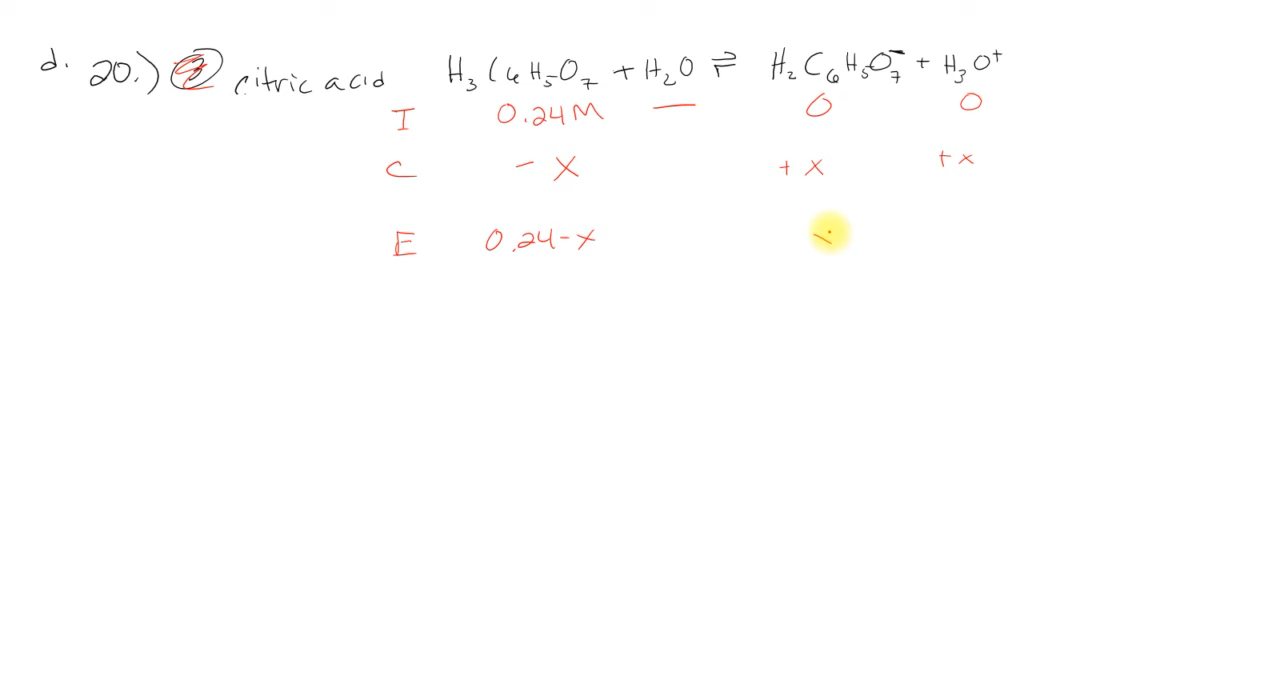 d. 20.) citric acid H₃C₆H₅O₇ + H₂O ⇌ H₂C₆H₅O₇⁻ + H₃O⁺
I 0.24M — 0 0
C - x + x + x
E 0.24 - x